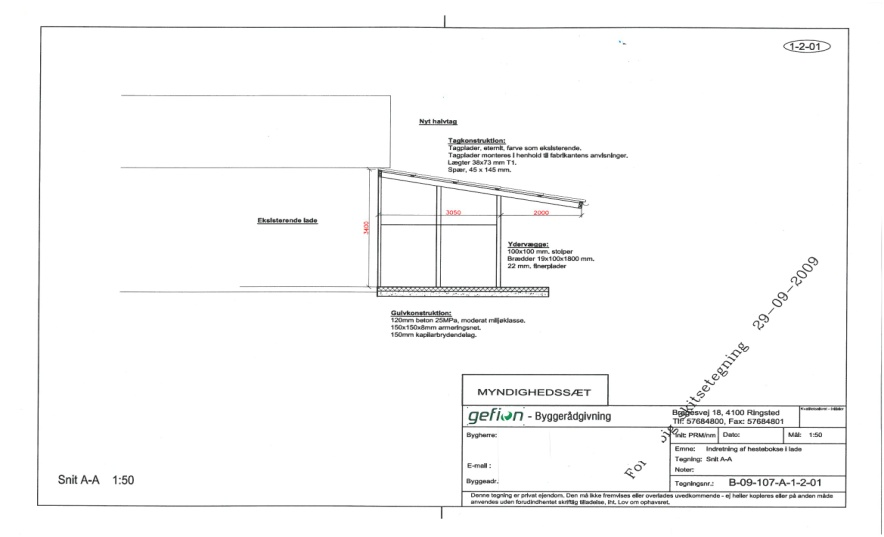 1-2-01
Nyt halvtag
Tagkonstruktion:
Tagplader, eternit, farve som eksisterende.
Tagplader monteres i henhold til fabrikantens anvisninger.
Lægter 38x73 mm T1.
Spær, 45 x 145 mm.
Eksisterende lade
3400
3050
2000
Ydervægge:
100x100 mm. stolper
Brædder 19x100x1800 mm.
22 mm. finerplader
Gulvkonstruktion:
120mm beton 25MPa, moderat miljøklasse.
150x150x8mm armeringsnet.
150mm kapilarbrydendelag.
29-09-2009
MYNDIGHEDSSÆT
gefion - Byggerådgivning
Bragesvej 18, 4100 Ringsted
Tlf: 57684800, Fax: 57684801
Bygherre:
Init: PRM/nm Dato: Mål: 1:50
Emne: Indretning af hestebokse i lade
Tegning: Snit A-A
Noter:
E-mail :
Byggeadr.
Tegningsnr.: B-09-107-A-1-2-01
Denne tegning er privat ejendom, Den må ikke fremvises eller overlades uvedkommende - ej heller kopieres eller på anden måde
anvendes uden forudindhentet skriftlig tilladelse, iht. Lov om ophavsret.
Snit A-A 1:50